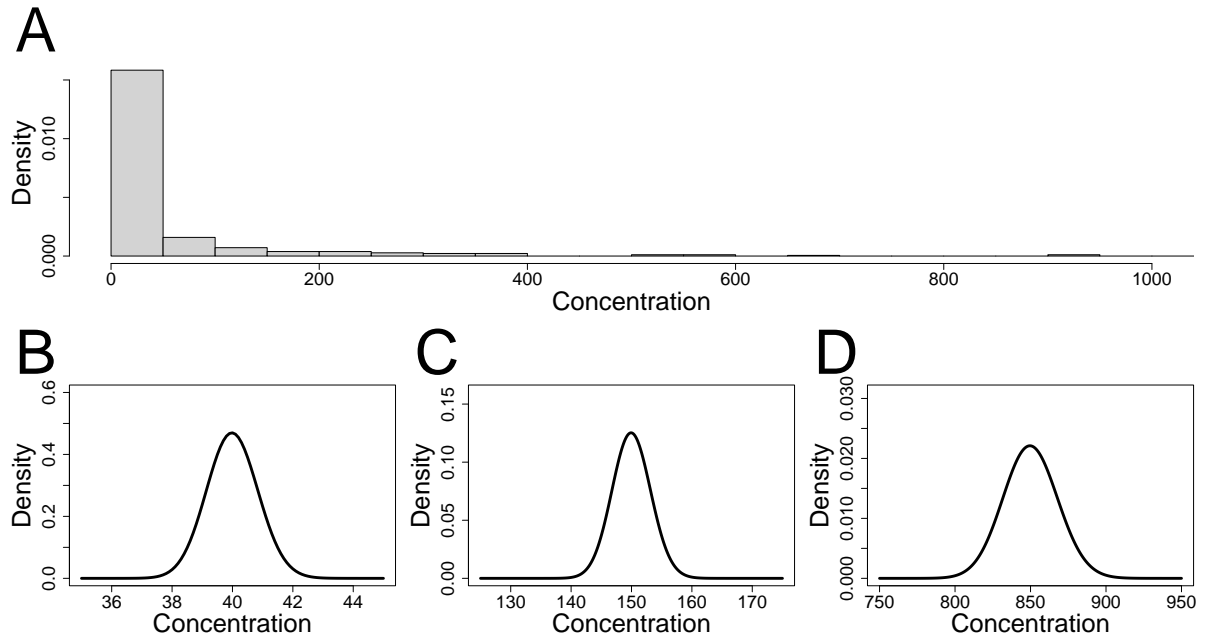 A
Density
0.000 0.010
0 200 400 600 800 1000
Concentration
B
Density
0.0 0.2 0.4 0.6
36 38 40 42 44
Concentration
C
Density
0.00 0.05 0.10 0.15
130 140 150 160 170
Concentration
D
Density
0.000 0.010 0.020 0.030
750 800 850 900 950
Concentration